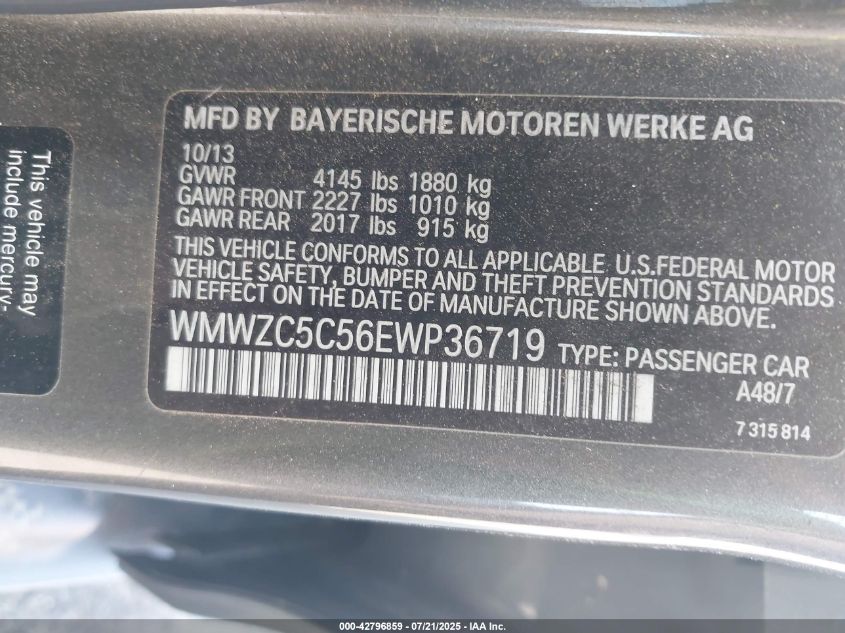 This vehicle may
include mercury-
MFD BY BAYERISCHE MOTOREN WERKE AG
10/13
GVWR 4145 lbs 1880 kg
GAWR FRONT 2227 lbs 1010 kg
GAWR REAR 2017 lbs 915 kg
THIS VEHICLE CONFORMS TO ALL APPLICABLE U.S.FEDERAL MOTOR
VEHICLE SAFETY, BUMPER AND THEFT PREVENTION STANDARDS
IN EFFECT ON THE DATE OF MANUFACTURE SHOWN ABOVE.
WMWZC5C56EWP36719 TYPE: PASSENGER CAR
A48/7
7 315 814
000-42796859 - 07/21/2025 - IAA Inc.